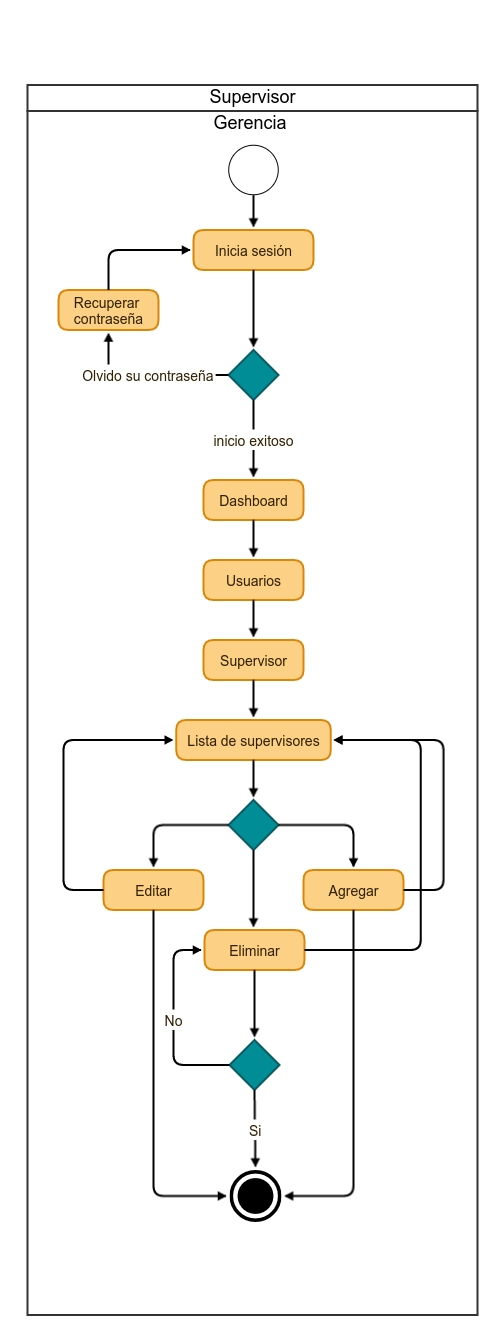 Supervisor
Gerencia
Inicia sesión
Recuperar
contraseña
Olvido su contraseña
inicio exitoso
Dashboard
Usuarios
Supervisor
Lista de supervisores
Editar
Agregar
Eliminar
No
Si